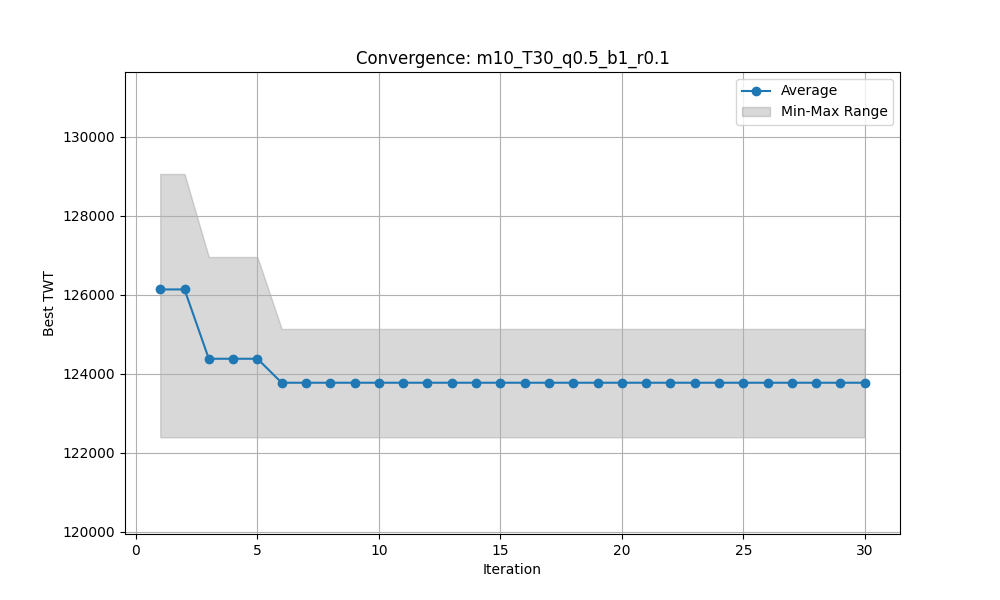 Convergence: m10_T30_q0.5_b1_r0.1
Average
Min-Max Range
130000
128000
126000
124000
122000
120000
Best TWT
0 5 10 15 20 25 30
Iteration